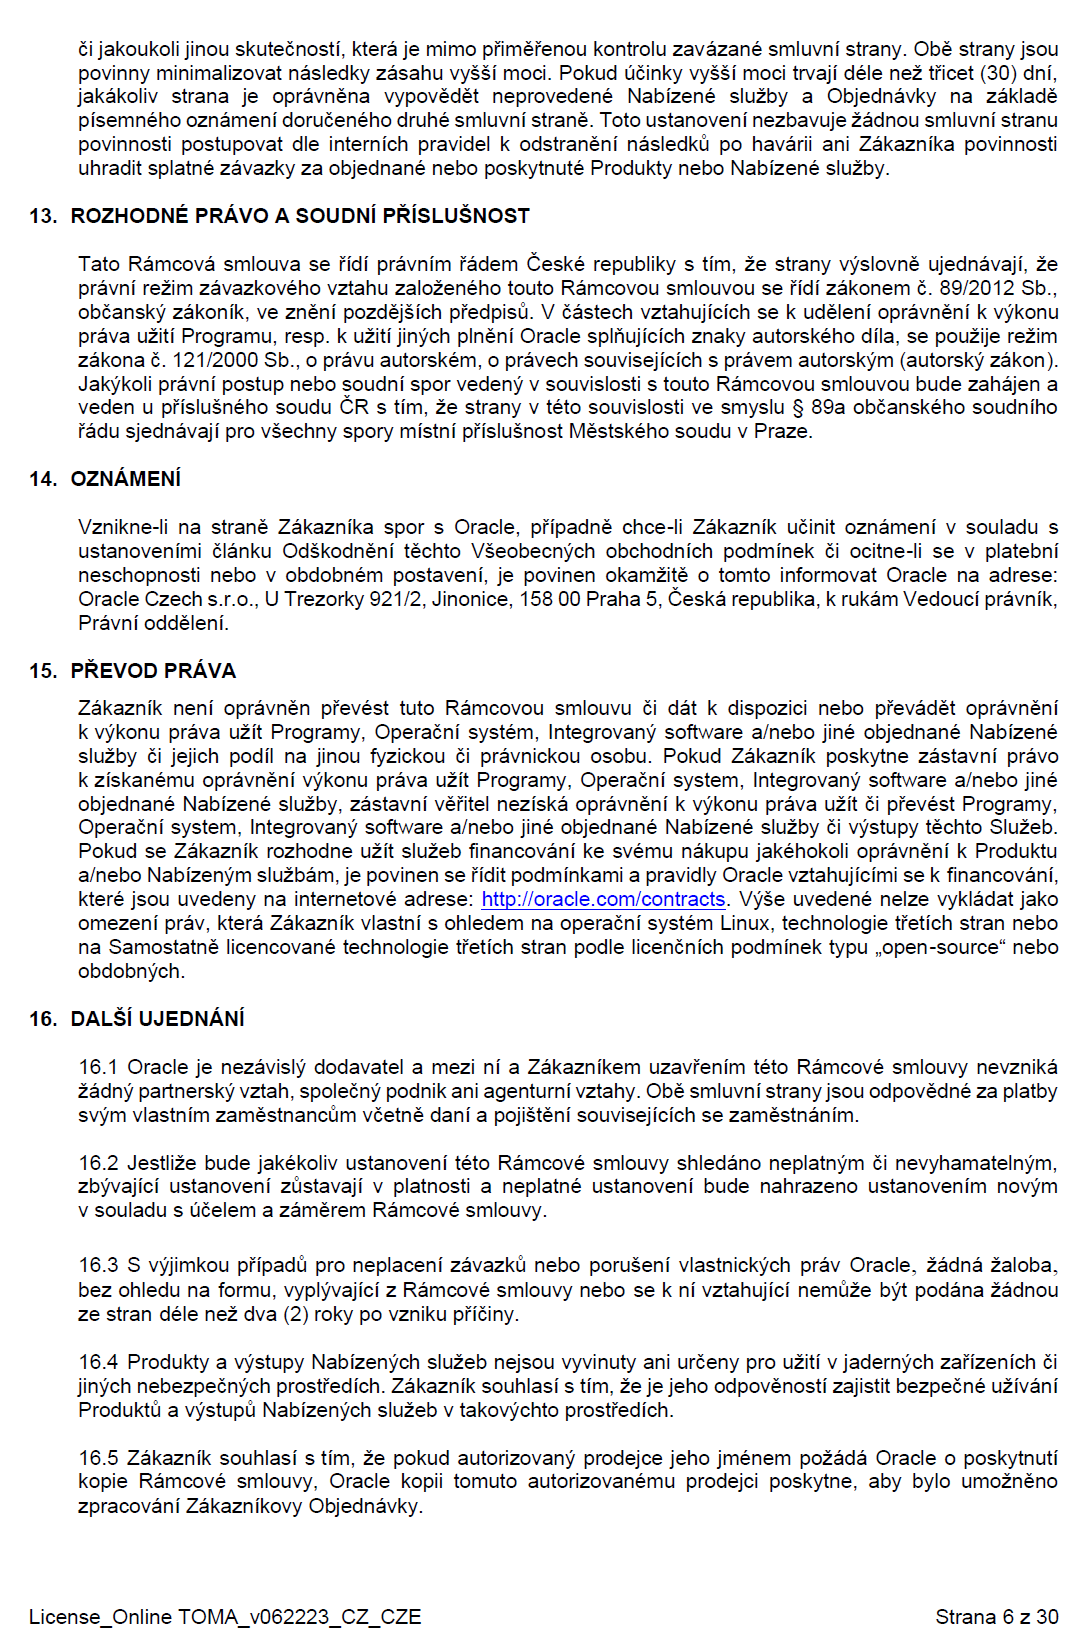 či jakoukoli jinou skutečností, která je mimo přiměřenou kontrolu zavázané smluvní strany. Obě strany jsou
povinny minimalizovat následky zásahu vyšší moci. Pokud účinky vyšší moci trvají déle než třicet (30) dní,
jakákoliv strana je oprávněna vypovědět neprovedené Nabízené služby a Objednávky na základě
písemného oznámení doručeného druhé smluvní straně. Toto ustanovení nezbavuje žádnou smluvní stranu
povinnosti postupovat dle interních pravidel k odstranění následků po havárii ani Zákazníka povinnosti
uhradit splatné závazky za objednané nebo poskytnuté Produkty nebo Nabízené služby.
13. ROZHODNÉ PRÁVO A SOUDNÍ PŘÍSLUŠNOST
Tato Rámcová smlouva se řídí právním řádem České republiky s tím, že strany výslovně ujednávají, že
právní režim závazkového vztahu založeného touto Rámcovou smlouvou se řídí zákonem č. 89/2012 Sb.,
občanský zákoník, ve znění pozdějších předpisů. V částech vztahujících se k udělení oprávnění k výkonu
práva užití Programu, resp. k užití jiných plnění Oracle splňujících znaky autorského díla, se použije režim
zákona č. 121/2000 Sb., o právu autorském, o právech souvisejících s právem autorským (autorský zákon).
Jakýkoli právní postup nebo soudní spor vedený v souvislosti s touto Rámcovou smlouvou bude zahájen a
veden u příslušného soudu ČR s tím, že strany v této souvislosti ve smyslu § 89a občanského soudního
řádu sjednávají pro všechny spory místní příslušnost Městského soudu v Praze.
14. OZNÁMENÍ
Vznikne-li na straně Zákazníka spor s Oracle, případně chce-li Zákazník učinit oznámení v souladu s
ustanoveními článku Odškodnění těchto Všeobecných obchodních podmínek či ocitne-li se v platební
neschopnosti nebo v obdobném postavení, je povinen okamžitě o tomto informovat Oracle na adrese:
Oracle Czech s.r.o., U Trezorky 921/2, Jinonice, 158 00 Praha 5, Česká republika, k rukám Vedoucí právník,
Právní oddělení.
15. PŘEVOD PRÁVA
Zákazník není oprávněn převést tuto Rámcovou smlouvu či dát k dispozici nebo převádět oprávnění
k výkonu práva užít Programy, Operační systém, Integrovaný software a/nebo jiné objednané Nabízené
služby či jejich podíl na jinou fyzickou či právnickou osobu. Pokud Zákazník poskytne zástavní právo
k získanému oprávnění výkonu práva užít Programy, Operační system, Integrovaný software a/nebo jiné
objednané Nabízené služby, zástavní věřitel nezíská oprávnění k výkonu práva užít či převést Programy,
Operační system, Integrovaný software a/nebo jiné objednané Nabízené služby či výstupy těchto Služeb.
Pokud se Zákazník rozhodne užít služeb financování ke svému nákupu jakéhokoli oprávnění k Produktu
a/nebo Nabízeným službám, je povinen se řídit podmínkami a pravidly Oracle vztahujícími se k financování,
které jsou uvedeny na internetové adrese: http://oracle.com/contracts. Výše uvedené nelze vykládat jako
omezení práv, která Zákazník vlastní s ohledem na operační systém Linux, technologie třetích stran nebo
na Samostatně licencované technologie třetích stran podle licenčních podmínek typu „open-source“ nebo
obdobných.
16. DALŠÍ UJEDNÁNÍ
16.1 Oracle je nezávislý dodavatel a mezi ní a Zákazníkem uzavřením této Rámcové smlouvy nevzniká
žádný partnerský vztah, společný podnik ani agenturní vztahy. Obě smluvní strany jsou odpovědné za platby
svým vlastním zaměstnancům včetně daní a pojištění souvisejících se zaměstnáním.
16.2 Jestliže bude jakékoliv ustanovení této Rámcové smlouvy shledáno neplatným či nevyhamatelným,
zbývající ustanovení zůstavají v platnosti a neplatné ustanovení bude nahrazeno ustanovením novým
v souladu s účelem a záměrem Rámcové smlouvy.
16.3 S výjimkou případů pro neplacení závazků nebo porušení vlastnických práv Oracle, žádná žaloba,
bez ohledu na formu, vyplývající z Rámcové smlouvy nebo se k ní vztahující nemůže být podána žádnou
ze stran déle než dva (2) roky po vzniku příčiny.
16.4 Produkty a výstupy Nabízených služeb nejsou vyvinuty ani určeny pro užití v jaderných zařízeních či
jiných nebezpečných prostředích. Zákazník souhlasí s tím, že je jeho odpověností zajistit bezpečné užívání
Produktů a výstupů Nabízených služeb v takovýchto prostředích.
16.5 Zákazník souhlasí s tím, že pokud autorizovaný prodejce jeho jménem požádá Oracle o poskytnutí
kopie Rámcové smlouvy, Oracle kopii tomuto autorizovanému prodejci poskytne, aby bylo umožněno
zpracování Zákazníkovy Objednávky.
License_Online TOMA_v062223_CZ_CZE
Strana 6 z 30